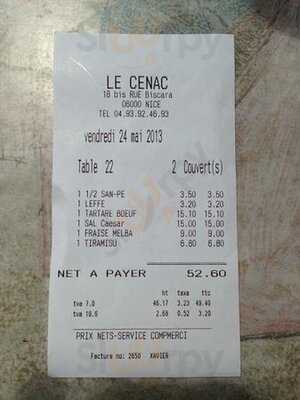 LE CENAC
18 bis RUE Biscara
06000 NICE
TEL 04.93.92.46.93
vendredi 24 mai 2013
Table 22 2 Couvert(s)
1 1/2 SAN-PE 3.50 3.50
1 LEFFE 3.20 3.20
1 TARTARE BOEUF 15.10 15.10
1 SAL Caesar 15.00 15.00
1 FRAISE MELBA 9.00 9.00
1 TIRAMISU 6.80 6.80
NET A PAYER 52.60
ht taxe ttc
tva 7.0 46.17 3.23 49.40
tva 19.6 2.68 0.52 3.20
PRIX NETS-SERVICE COMPMERCI
Facture no: 2650 XAVIER